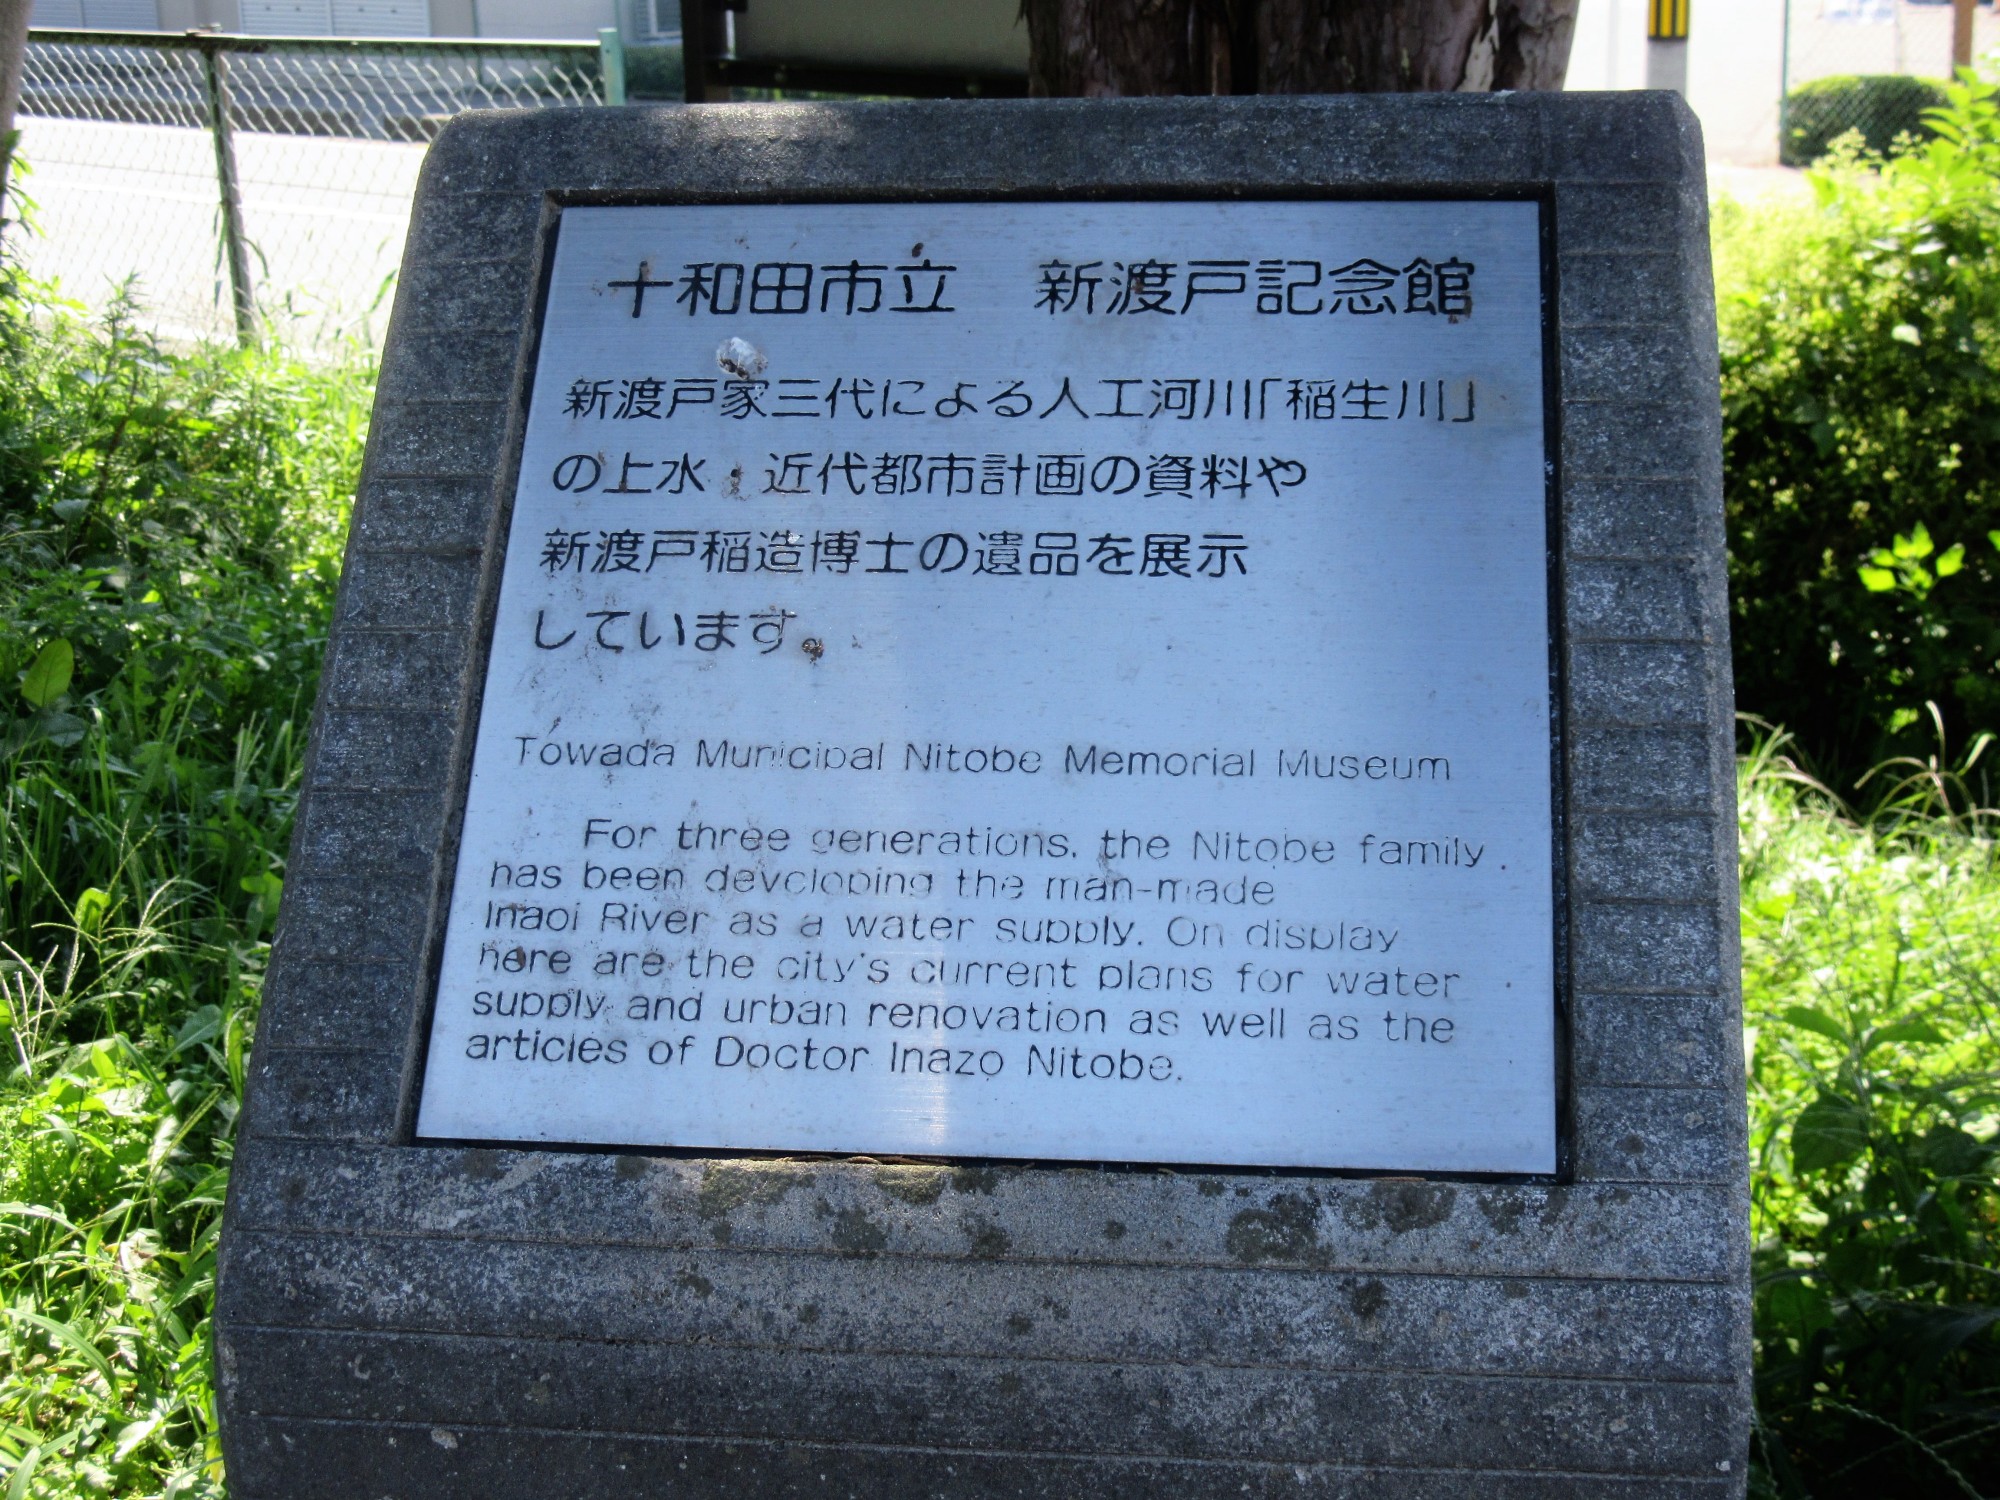 十和田市立　新渡戸記念館
新渡戸家三代による人工河川「稲生川」
の上水・近代都市計画の資料や
新渡戸稲造博士の遺品を展示
しています。
Towada Municipal Nitobe Memorial Museum
For three generations, the Nitobe family
has been developing the man-made
Inaoi River as a water supply. On display
here are the city's current plans for water
supply and urban renovation as well as the
articles of Doctor Inazo Nitobe.